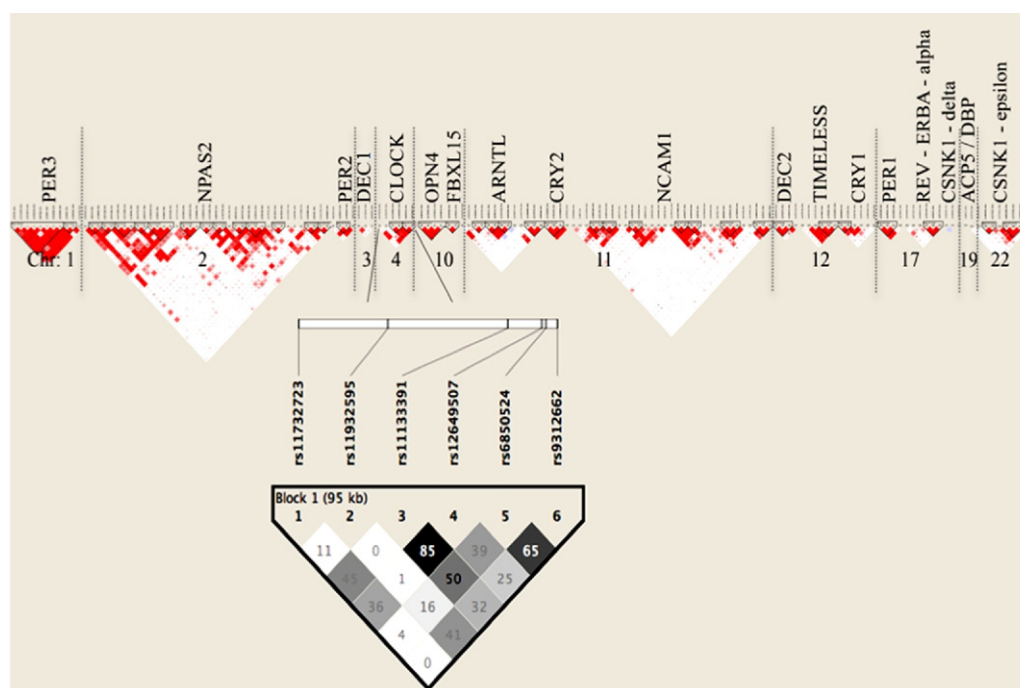 PER3
NPAS2
PER2
DEC1
CLOCK
OPN4
FBXL15
ARNTL
CRY2
NCAM1
DEC2
TIMELESS
CRY1
PER1
REV - ERBA - alpha
CSNK1 - delta
ACP5 / DBP
CSNK1 - epsilon
Chr: 1 2 3 4 10 11 12 17 19 22
rs11732723
rs11932595
rs11133391
rs12649507
rs6850524
rs9312662
Block 1 (95 kb)
1 2 3 4 5 6
11 0 85 39 65
45 1 50 25
36 16 32
4 41
0